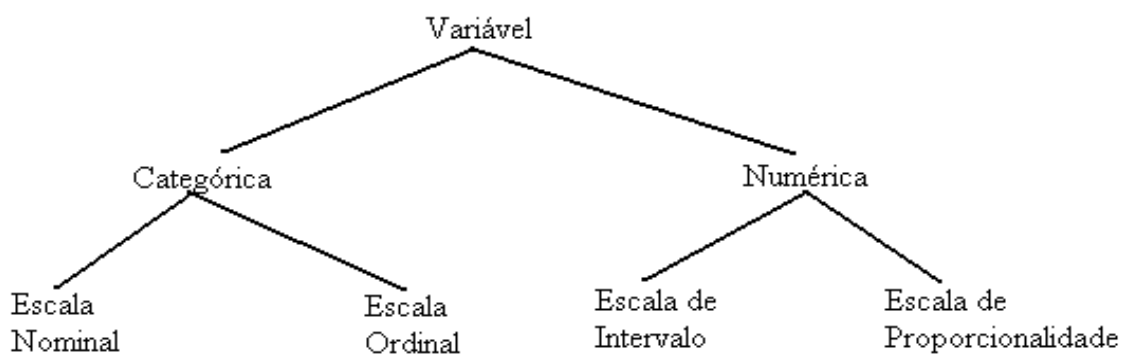 Variável
Categórica
Numérica
Escala
Nominal
Escala
Ordinal
Escala de
Intervalo
Escala de
Proporcionalidade